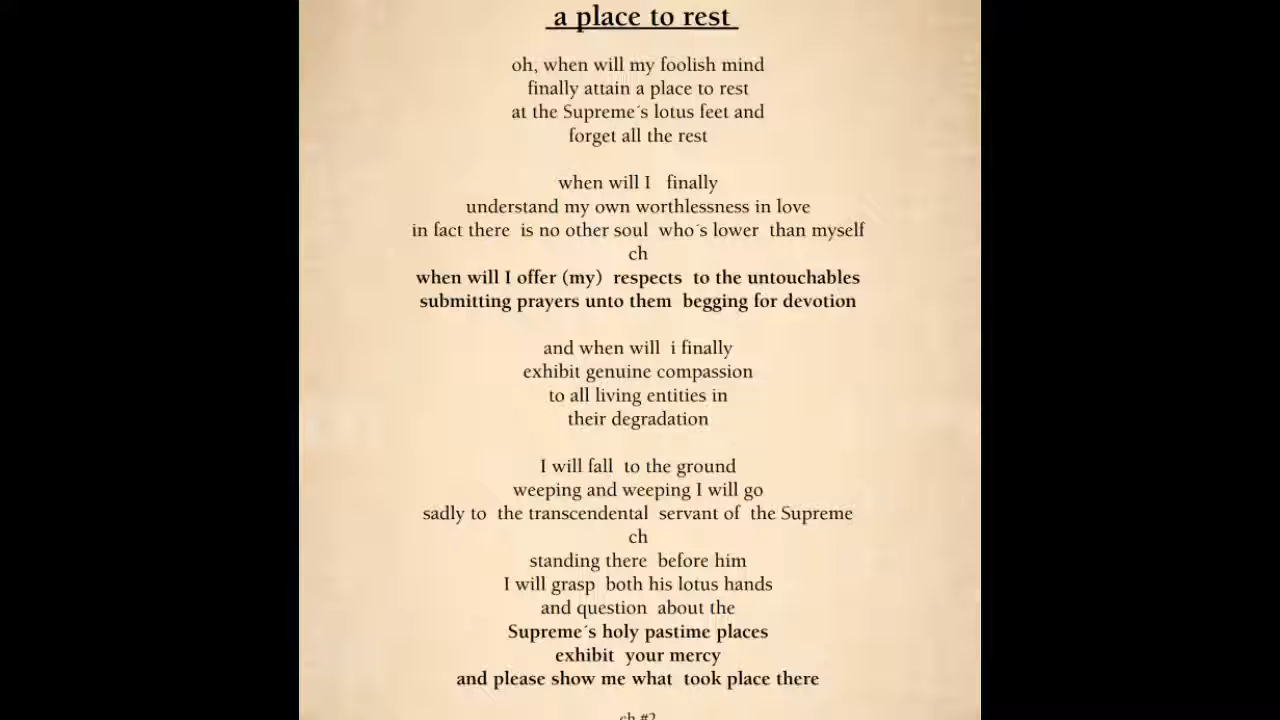 a place to rest
oh, when will my foolish mind
finally attain a place to rest
at the Supreme´s lotus feet and
forget all the rest
when will I finally
understand my own worthlessness in love
in fact there is no other soul who´s lower than myself
ch
when will I offer (my) respects to the untouchables
submitting prayers unto them begging for devotion
and when will i finally
exhibit genuine compassion
to all living entities in
their degradation
I will fall to the ground
weeping and weeping I will go
sadly to the transcendental servant of the Supreme
ch
standing there before him
I will grasp both his lotus hands
and question about the
Supreme´s holy pastime places
exhibit your mercy
and please show me what took place there
ch #2